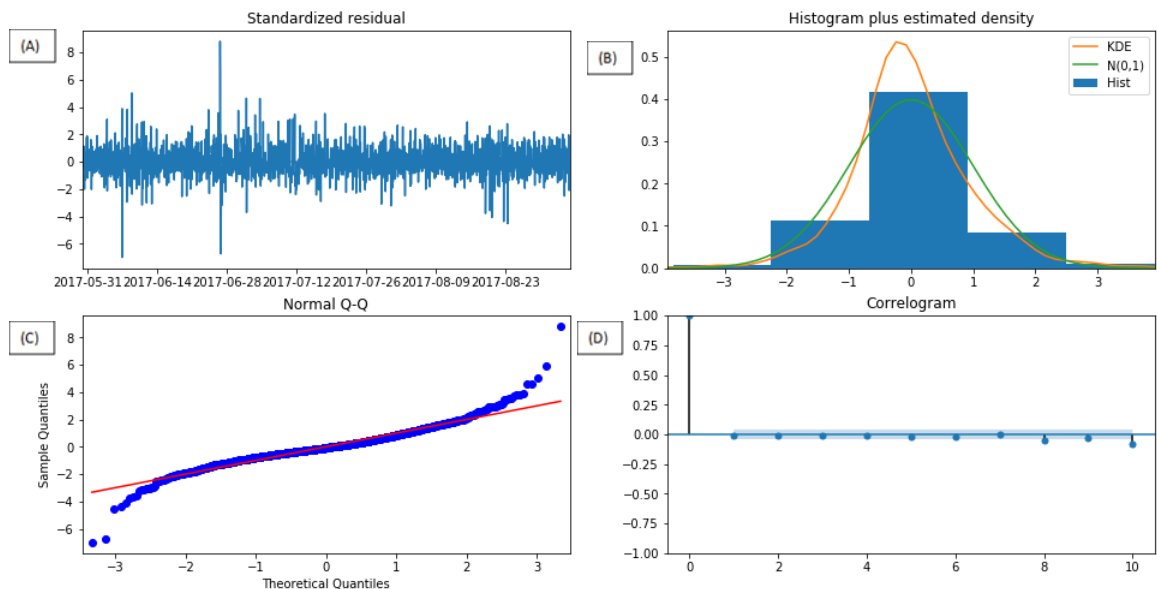 Standardized residual
(A)
8
6
4
2
0
−2
−4
−6
2017-05-31 2017-06-14 2017-06-28 2017-07-12 2017-07-26 2017-08-09 2017-08-23
Histogram plus estimated density
(B)
KDE
N(0,1)
Hist
0.5
0.4
0.3
0.2
0.1
0.0
−3 −2 −1 0 1 2 3
Normal Q-Q
(C)
Sample Quantiles
8
6
4
2
0
−2
−4
−6
−3 −2 −1 0 1 2 3
Theoretical Quantiles
Correlogram
(D)
1.00
0.75
0.50
0.25
0.00
−0.25
−0.50
−0.75
−1.00
0 2 4 6 8 10